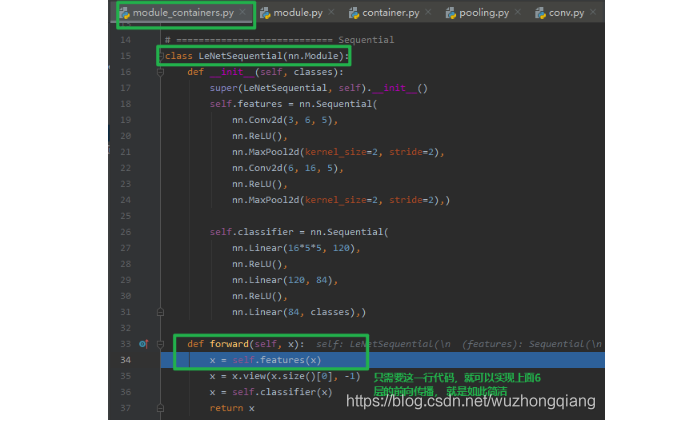 module_containers.py × module.py × container.py × pooling.py × conv.py ×
14 # ============================ Sequential
15 class LeNetSequential(nn.Module):
16 def __init__(self, classes):
17 super(LeNetSequential, self).__init__()
18 self.features = nn.Sequential(
19 nn.Conv2d(3, 6, 5),
20 nn.ReLU(),
21 nn.MaxPool2d(kernel_size=2, stride=2),
22 nn.Conv2d(6, 16, 5),
23 nn.ReLU(),
24 nn.MaxPool2d(kernel_size=2, stride=2),)
25
26 self.classifier = nn.Sequential(
27 nn.Linear(16*5*5, 120),
28 nn.ReLU(),
29 nn.Linear(120, 84),
30 nn.ReLU(),
31 nn.Linear(84, classes),)
32
33 def forward(self, x): self: LeNetSequential(\n (features): Sequential(\n
34 x = self.features(x)
35 x = x.view(x.size()[0], -1) 只需要这一行代码，就可以实现上面6
36 x = self.classifier(x) 层的前向传播，就是如此简洁
https://blog.csdn.net/wuzhongqiang
37 return x